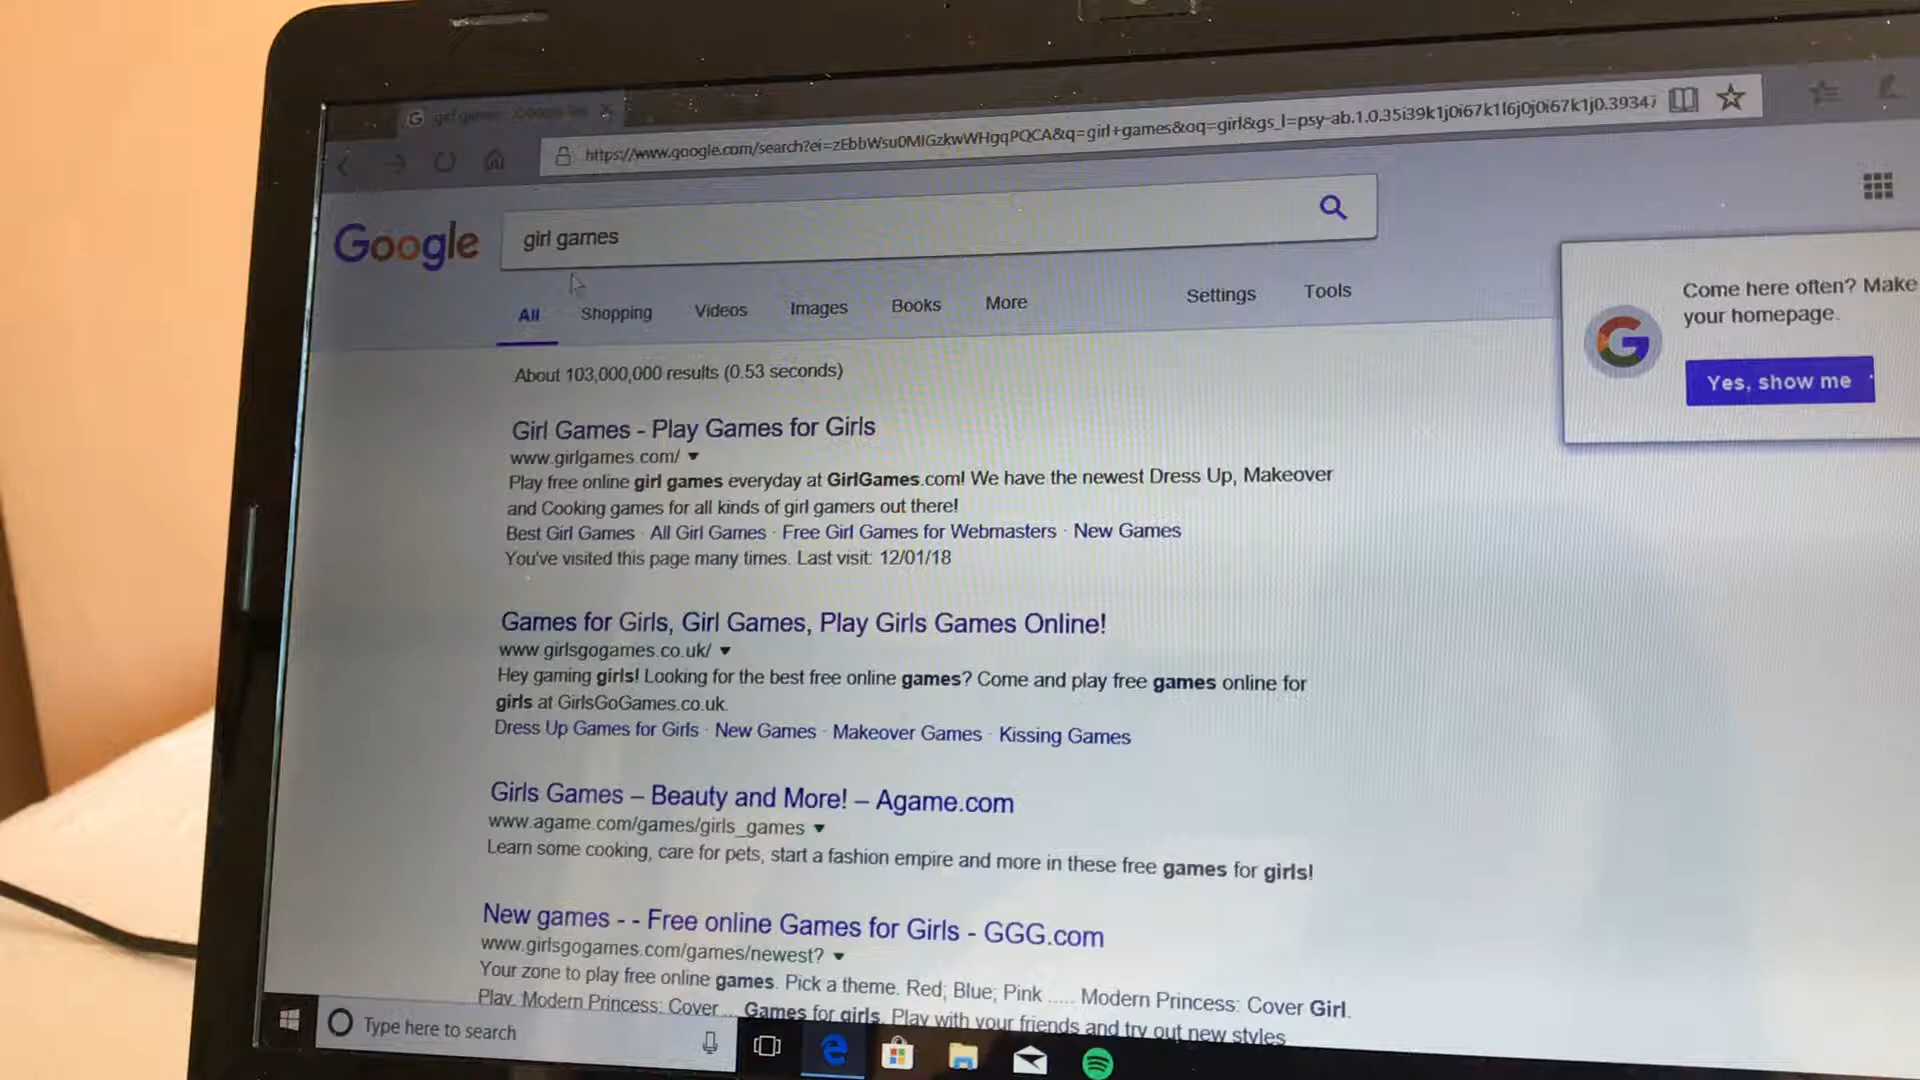 girl games - Google Se
https://www.google.com/search?ei=zEbbWsu0MIGzkwWHgqPQCA&q=girl+games&oq=girl&gs_l=psy-ab.1.0.35i39k1j0i67k1l6j0j0i67k1j0.39347
Google
girl games
All Shopping Videos Images Books More Settings Tools
Come here often? Make
your homepage.
Yes, show me
About 103,000,000 results (0.53 seconds)
Girl Games - Play Games for Girls
www.girlgames.com/
Play free online girl games everyday at GirlGames.com! We have the newest Dress Up, Makeover
and Cooking games for all kinds of girl gamers out there!
Best Girl Games · All Girl Games · Free Girl Games for Webmasters · New Games
You've visited this page many times. Last visit: 12/01/18
Games for Girls, Girl Games, Play Girls Games Online!
www.girlsgogames.co.uk/
Hey gaming girls! Looking for the best free online games? Come and play free games online for
girls at GirlsGoGames.co.uk.
Dress Up Games for Girls · New Games · Makeover Games · Kissing Games
Girls Games – Beauty and More! – Agame.com
www.agame.com/games/girls_games
Learn some cooking, care for pets, start a fashion empire and more in these free games for girls!
New games - - Free online Games for Girls - GGG.com
www.girlsgogames.com/games/newest?
Your zone to play free online games. Pick a theme. Red; Blue; Pink ..... Modern Princess: Cover Girl.
Play. Modern Princess: Cover ... Games for girls. Play with your friends and try out new styles
Type here to search